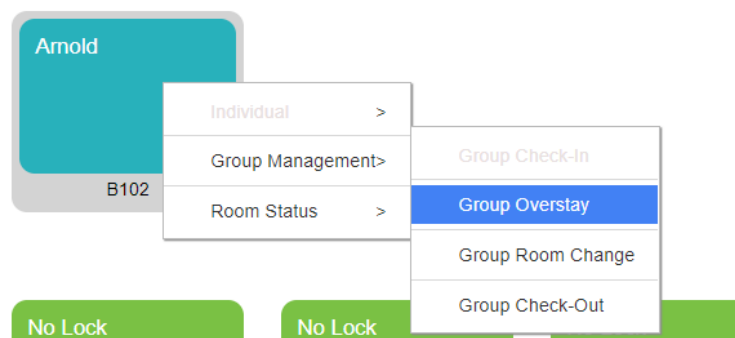 Arnold
B102
Individual >
Group Management>
Room Status >
Group Check-In
Group Overstay
Group Room Change
Group Check-Out
No Lock
No Lock